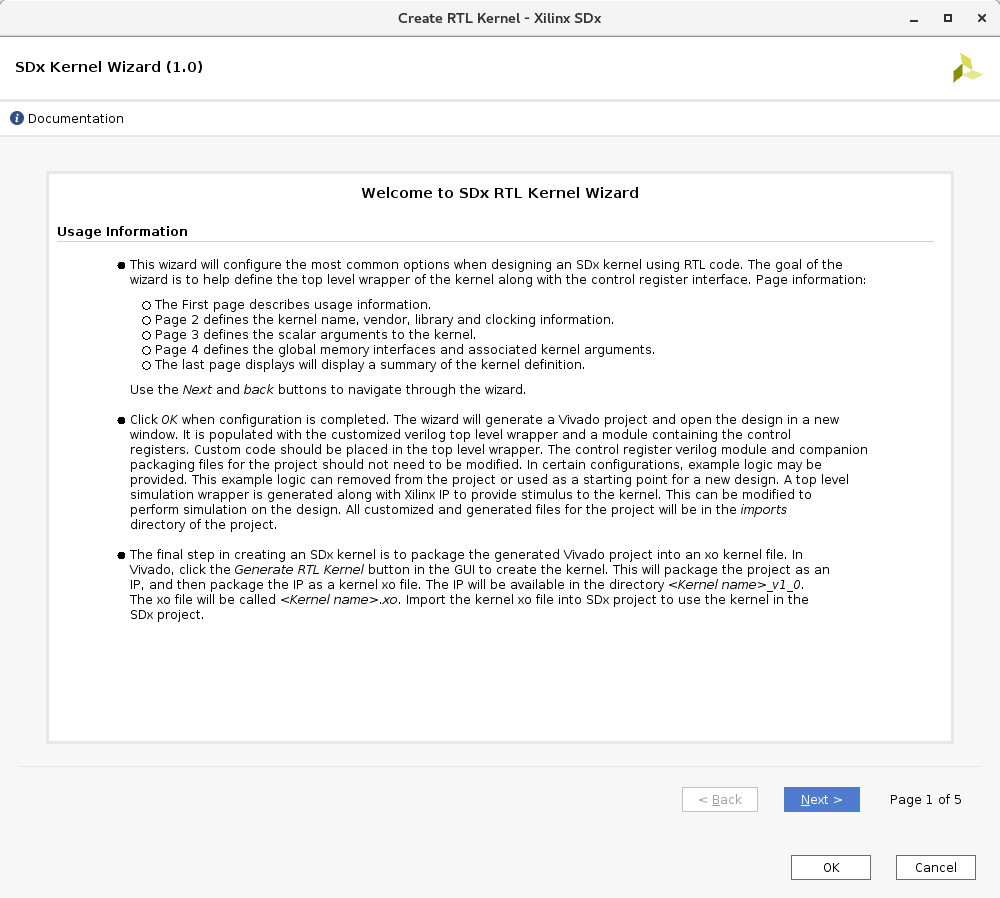 Create RTL Kernel - Xilinx SDx
SDx Kernel Wizard (1.0)
Documentation
Welcome to SDx RTL Kernel Wizard
Usage Information
This wizard will configure the most common options when designing an SDx kernel using RTL code. The goal of the
wizard is to help define the top level wrapper of the kernel along with the control register interface. Page information:
The First page describes usage information.
Page 2 defines the kernel name, vendor, library and clocking information.
Page 3 defines the scalar arguments to the kernel.
Page 4 defines the global memory interfaces and associated kernel arguments.
The last page displays will display a summary of the kernel definition.
Use the Next and back buttons to navigate through the wizard.
Click OK when configuration is completed. The wizard will generate a Vivado project and open the design in a new
window. It is populated with the customized verilog top level wrapper and a module containing the control
registers. Custom code should be placed in the top level wrapper. The control register verilog module and companion
packaging files for the project should not need to be modified. In certain configurations, example logic may be
provided. This example logic can removed from the project or used as a starting point for a new design. A top level
simulation wrapper is generated along with Xilinx IP to provide stimulus to the kernel. This can be modified to
perform simulation on the design. All customized and generated files for the project will be in the imports
directory of the project.
The final step in creating an SDx kernel is to package the generated Vivado project into an xo kernel file. In
Vivado, click the Generate RTL Kernel button in the GUI to create the kernel. This will package the project as an
IP, and then package the IP as a kernel xo file. The IP will be available in the directory <Kernel name>_v1_0.
The xo file will be called <Kernel name>.xo. Import the kernel xo file into SDx project to use the kernel in the
SDx project.
< Back
Next >
Page 1 of 5
OK
Cancel